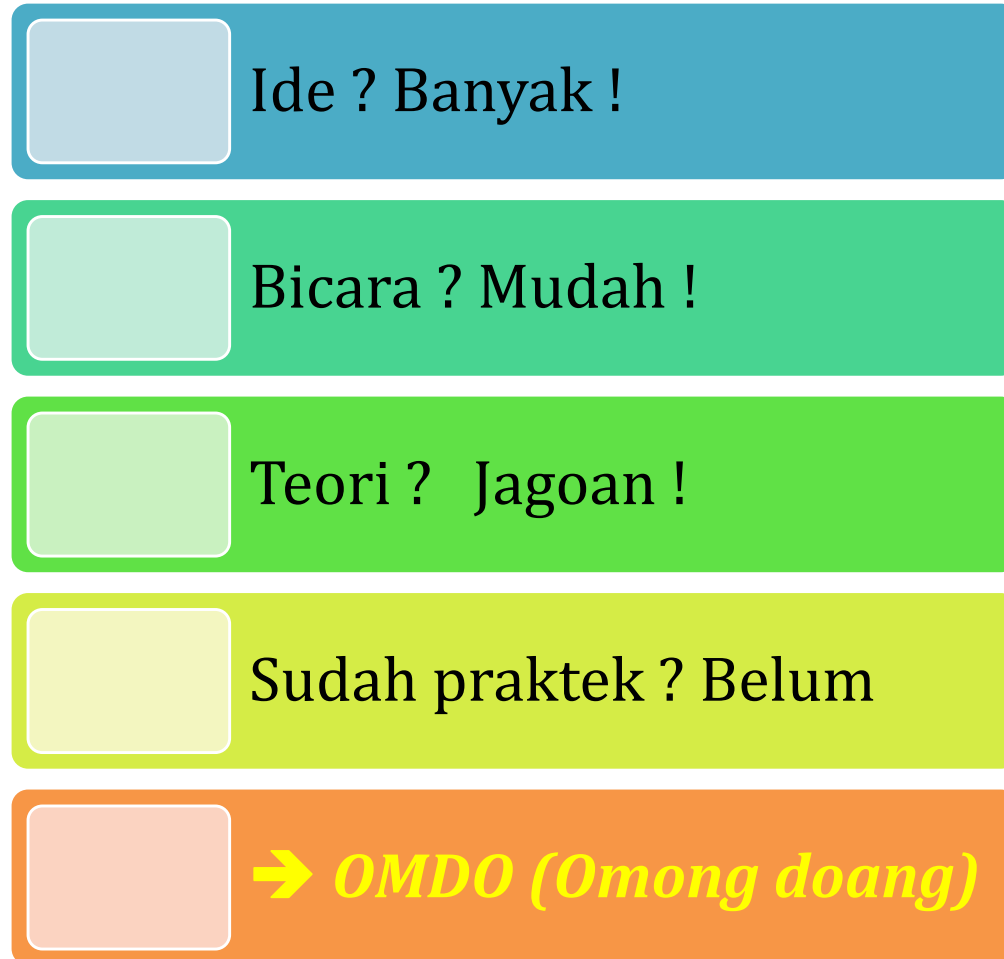 Ide ? Banyak !
Bicara ? Mudah !
Teori ? Jagoan !
Sudah praktek ? Belum
➔ OMDO (Omong doang)